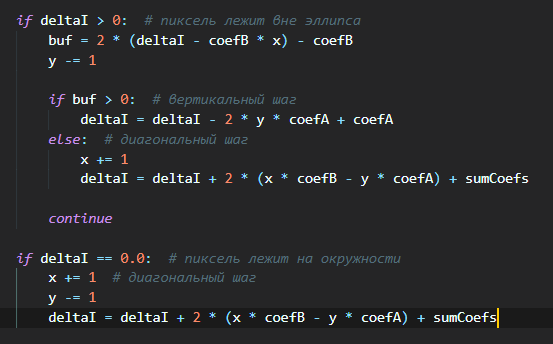 if deltaI > 0:  # пиксель лежит вне эллипса
    buf = 2 * (deltaI - coefB * x) - coefB
    y -= 1

    if buf > 0:  # вертикальный шаг
        deltaI = deltaI - 2 * y * coefA + coefA
    else:  # диагональный шаг
        x += 1
        deltaI = deltaI + 2 * (x * coefB - y * coefA) + sumCoefs

    continue

if deltaI == 0.0:  # пиксель лежит на окружности
    x += 1  # диагональный шаг
    y -= 1
    deltaI = deltaI + 2 * (x * coefB - y * coefA) + sumCoefs